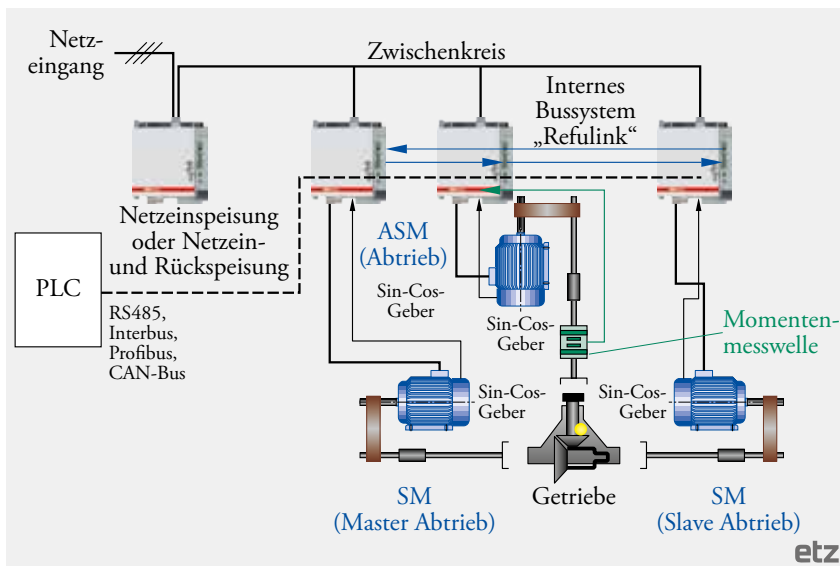 Netz-
eingang
Zwischenkreis
Internes
Bussystem
„Refulink“
Netzeinspeisung
oder Netzein-
und Rückspeisung
PLC
RS485,
Interbus,
Profibus,
CAN-Bus
ASM
(Abtrieb)
Sin-Cos-
Geber
Sin-Cos-
Geber
Momenten-
messwelle
Sin-Cos-
Geber
Sin-Cos-
Geber
SM
(Master Abtrieb)
Getriebe
SM
(Slave Abtrieb)
etz